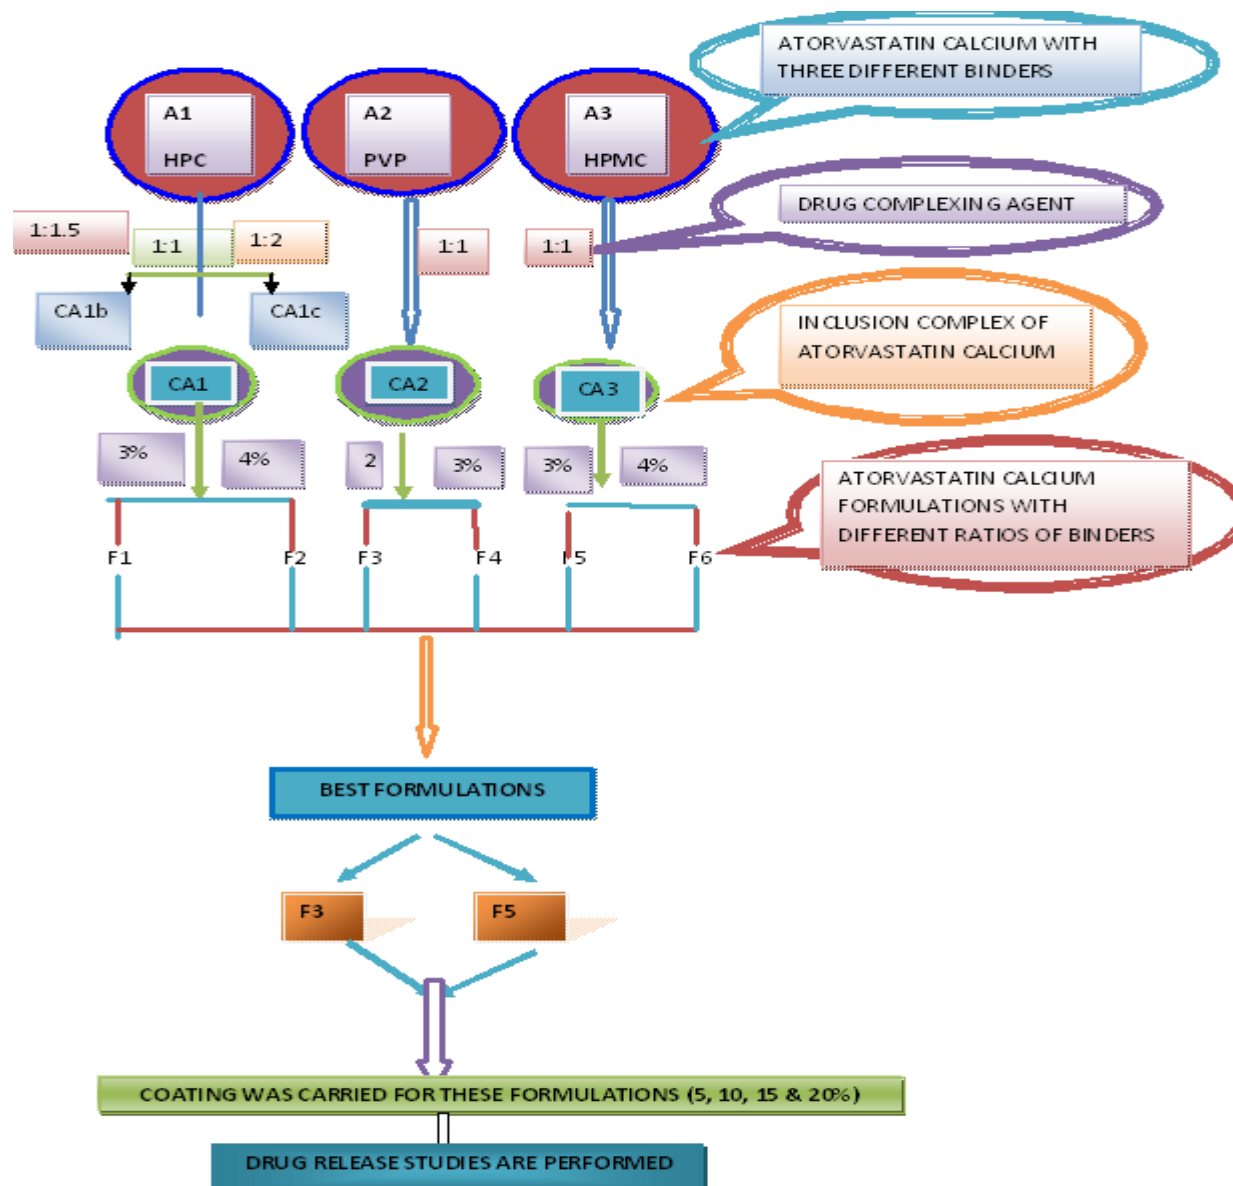 ATORVASTATIN CALCIUM WITH
THREE DIFFERENT BINDERS
A1
HPC
A2
PVP
A3
HPMC
DRUG COMPLEXING AGENT
1:1.5
1:1
1:2
1:1
1:1
CA1b
CA1c
INCLUSION COMPLEX OF
ATORVASTATIN CALCIUM
CA1
CA2
CA3
3%
4%
2
3%
3%
4%
ATORVASTATIN CALCIUM
FORMULATIONS WITH
DIFFERENT RATIOS OF BINDERS
F1
F2
F3
F4
F5
F6
BEST FORMULATIONS
F3
F5
COATING WAS CARRIED FOR THESE FORMULATIONS (5, 10, 15 & 20%)
DRUG RELEASE STUDIES ARE PERFORMED